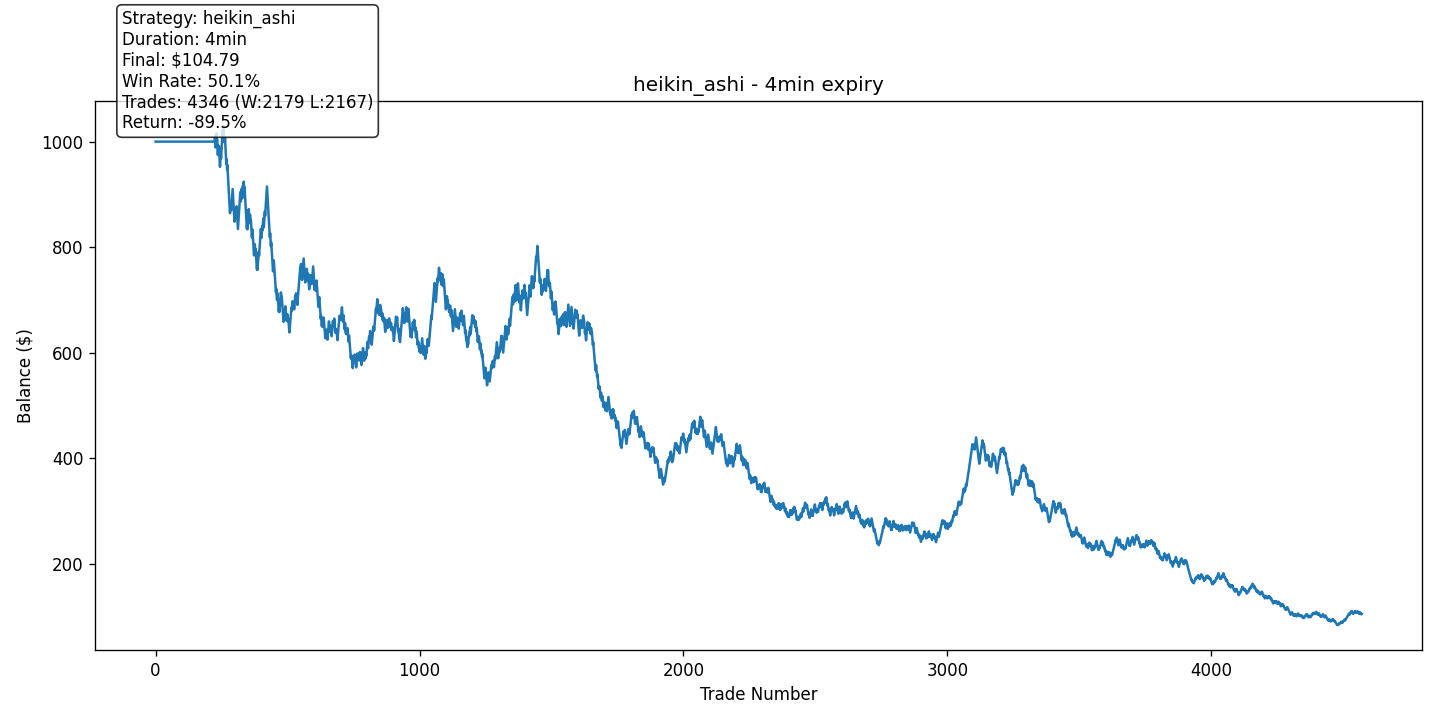 Strategy: heikin_ashi
Duration: 4min
Final: $104.79
Win Rate: 50.1%
Trades: 4346 (W:2179 L:2167)
Return: -89.5%
heikin_ashi - 4min expiry
1000
800
600
400
200
Balance ($)
0 1000 2000 3000 4000
Trade Number